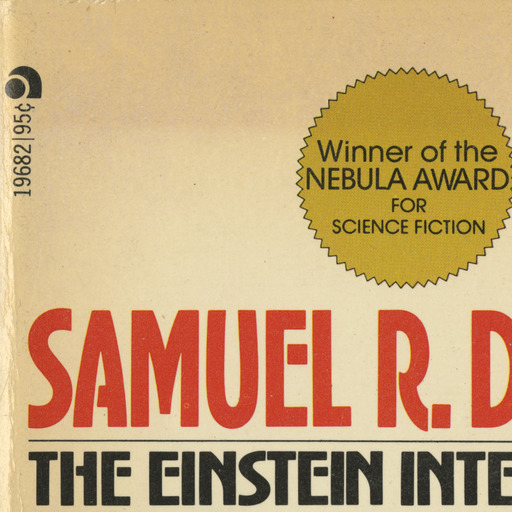 19682|95¢
Winner of the
NEBULA AWARD
FOR
SCIENCE FICTION
SAMUEL R. D
THE EINSTEIN INTE